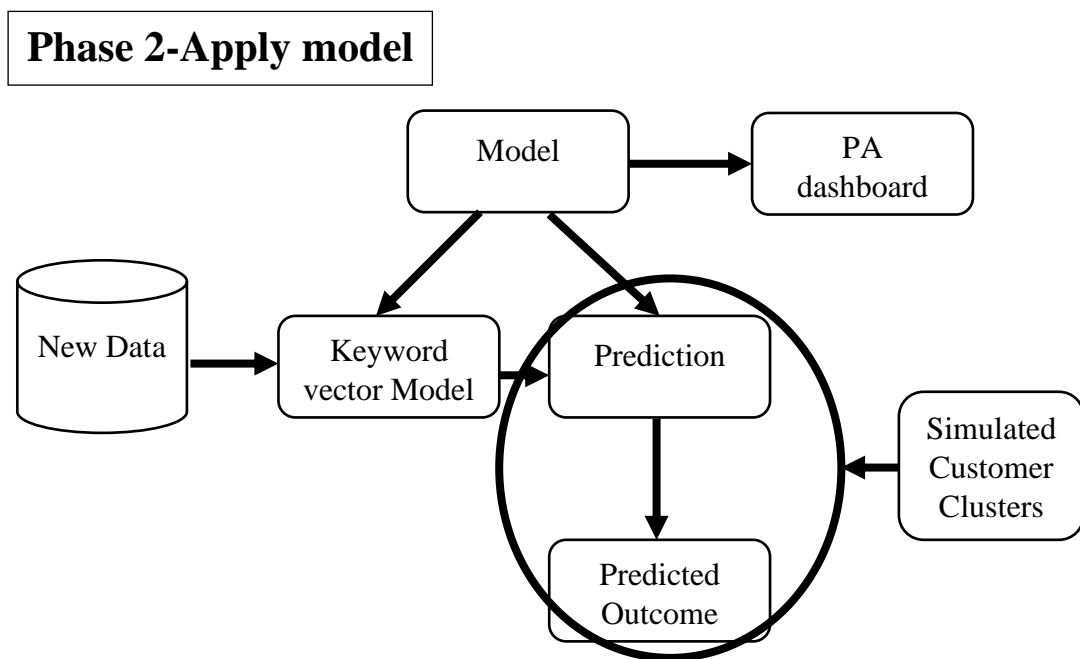 Phase 2-Apply model
Model
PA
dashboard
New Data
Keyword
vector Model
Prediction
Simulated
Customer
Clusters
Predicted
Outcome